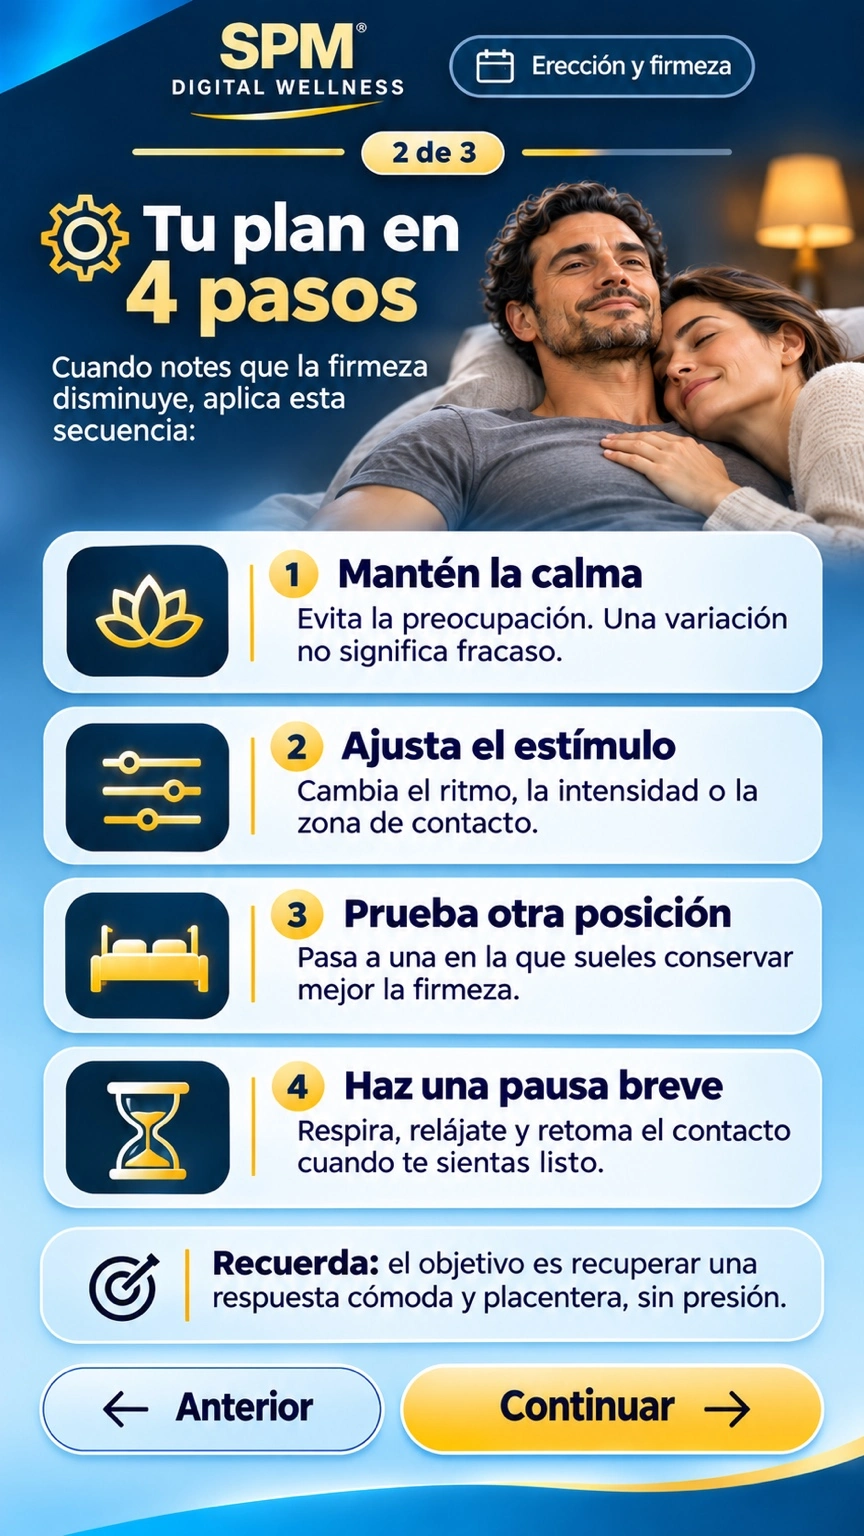 SPM®
DIGITAL WELLNESS
Erección y firmeza
2 de 3
Tu plan en
4 pasos
Cuando notes que la firmeza
disminuye, aplica esta
secuencia:
1 Mantén la calma
Evita la preocupación. Una variación
no significa fracaso.
2 Ajusta el estímulo
Cambia el ritmo, la intensidad o la
zona de contacto.
3 Prueba otra posición
Pasa a una en la que sueles conservar
mejor la firmeza.
4 Haz una pausa breve
Respira, relájate y retoma el contacto
cuando te sientas listo.
Recuerda: el objetivo es recuperar una
respuesta cómoda y placentera, sin presión.
← Anterior
Continuar →